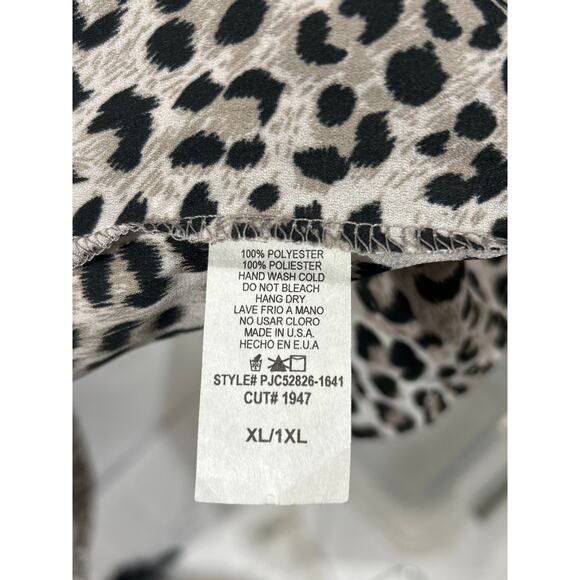 100% POLYESTER
100% POLIESTER
HAND WASH COLD
DO NOT BLEACH
HANG DRY
LAVE FRIO A MANO
NO USAR CLORO
MADE IN U.S.A.
HECHO EN E.U.A
STYLE# PJC52826-1641
CUT# 1947
XL/1XL